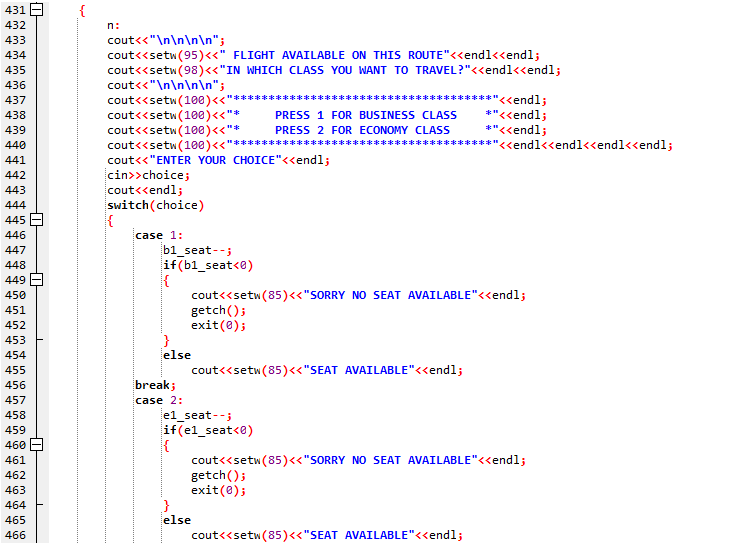 431 {
432 n:
433 cout<<"\n\n\n\n";
434 cout<<setw(95)<<" FLIGHT AVAILABLE ON THIS ROUTE"<<endl<<endl;
435 cout<<setw(98)<<"IN WHICH CLASS YOU WANT TO TRAVEL?"<<endl<<endl;
436 cout<<"\n\n\n\n";
437 cout<<setw(100)<<"*************************************"<<endl;
438 cout<<setw(100)<<"*     PRESS 1 FOR BUSINESS CLASS    *"<<endl;
439 cout<<setw(100)<<"*     PRESS 2 FOR ECONOMY CLASS     *"<<endl;
440 cout<<setw(100)<<"*************************************"<<endl<<endl<<endl<<endl;
441 cout<<"ENTER YOUR CHOICE"<<endl;
442 cin>>choice;
443 cout<<endl;
444 switch(choice)
445 {
446 case 1:
447 b1_seat--;
448 if(b1_seat<0)
449 {
450 cout<<setw(85)<<"SORRY NO SEAT AVAILABLE"<<endl;
451 getch();
452 exit(0);
453 }
454 else
455 cout<<setw(85)<<"SEAT AVAILABLE"<<endl;
456 break;
457 case 2:
458 e1_seat--;
459 if(e1_seat<0)
460 {
461 cout<<setw(85)<<"SORRY NO SEAT AVAILABLE"<<endl;
462 getch();
463 exit(0);
464 }
465 else
466 cout<<setw(85)<<"SEAT AVAILABLE"<<endl;